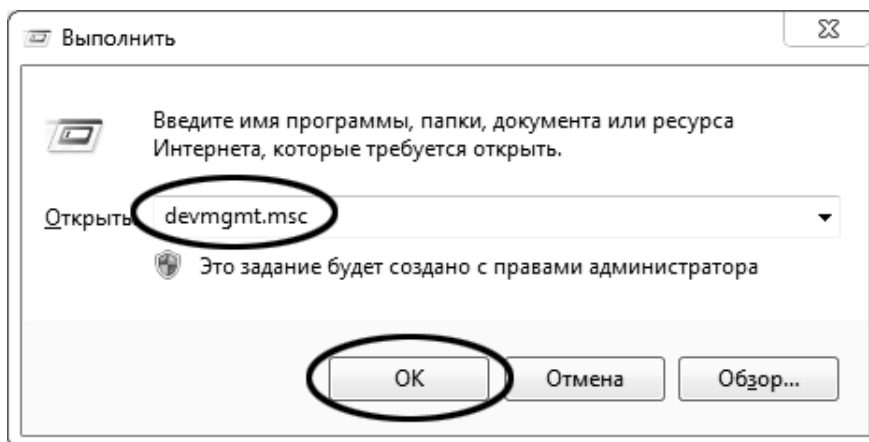 Выполнить
Введите имя программы, папки, документа или ресурса
Интернета, которые требуется открыть.
Открыть devmgmt.msc
Это задание будет создано с правами администратора
ОК Отмена Обзор...